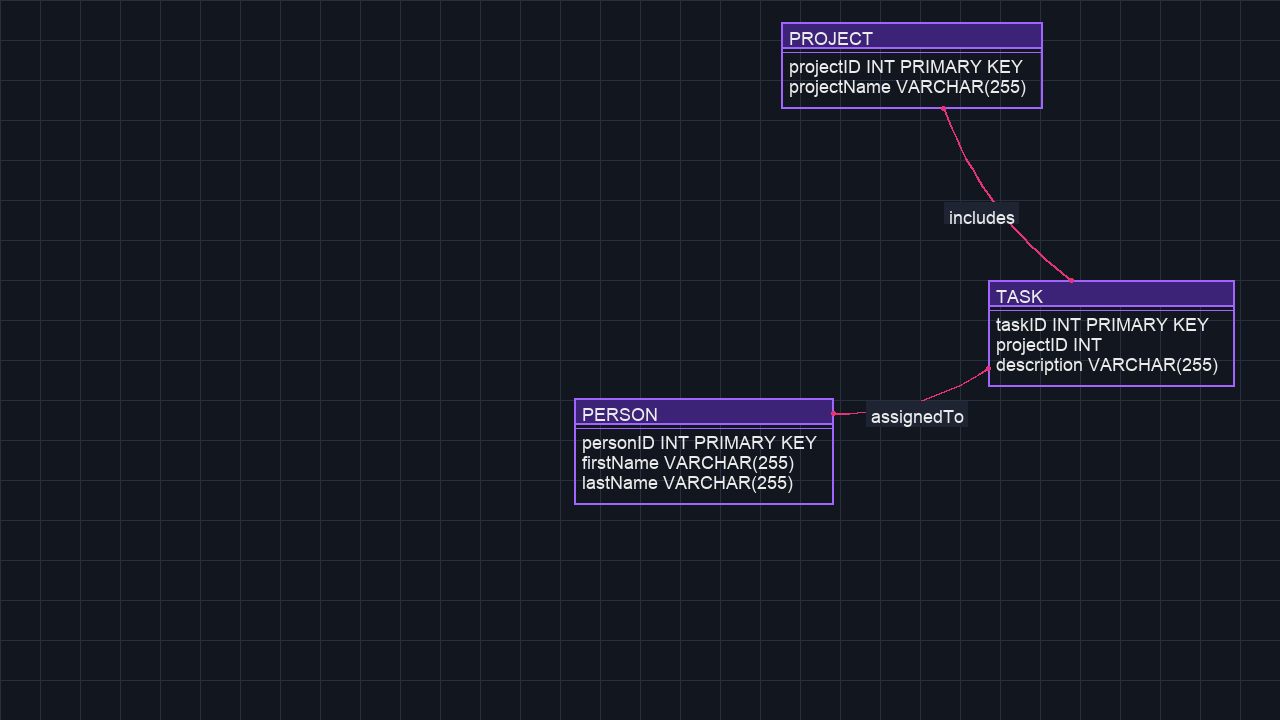 PROJECT
projectID INT PRIMARY KEY
projectName VARCHAR(255)
includes
TASK
taskID INT PRIMARY KEY
projectID INT
description VARCHAR(255)
assignedTo
PERSON
personID INT PRIMARY KEY
firstName VARCHAR(255)
lastName VARCHAR(255)